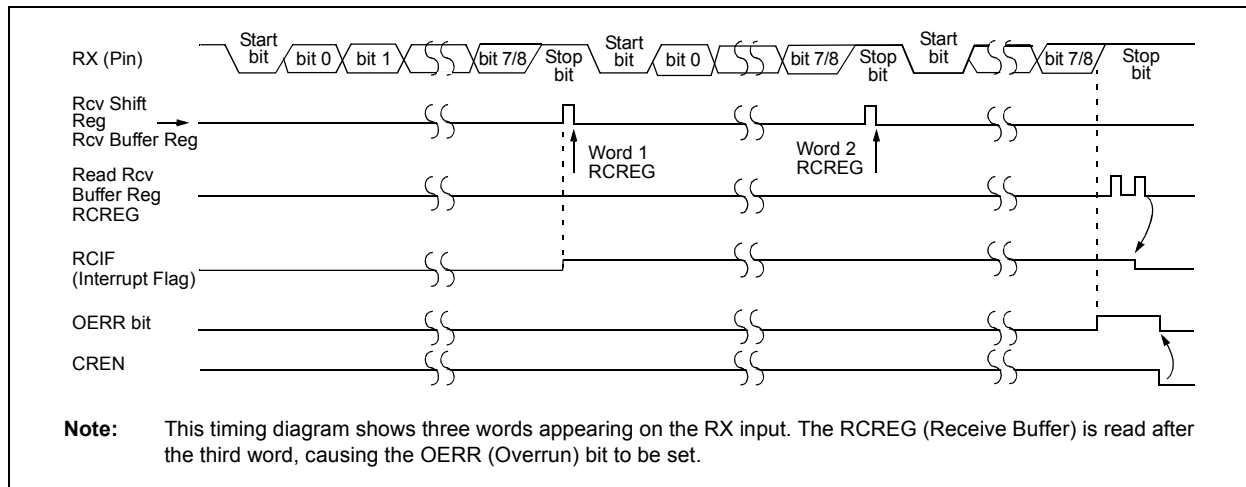 RX (Pin)
Start
bit
bit 0
bit 1
bit 7/8
Stop
bit
Start
bit
bit 0
bit 7/8
Stop
bit
Start
bit
bit 7/8
Stop
bit
Rcv Shift
Reg
Rcv Buffer Reg
Word 1
RCREG
Word 2
RCREG
Read Rcv
Buffer Reg
RCREG
RCIF
(Interrupt Flag)
OERR bit
CREN
Note: This timing diagram shows three words appearing on the RX input. The RCREG (Receive Buffer) is read after
the third word, causing the OERR (Overrun) bit to be set.